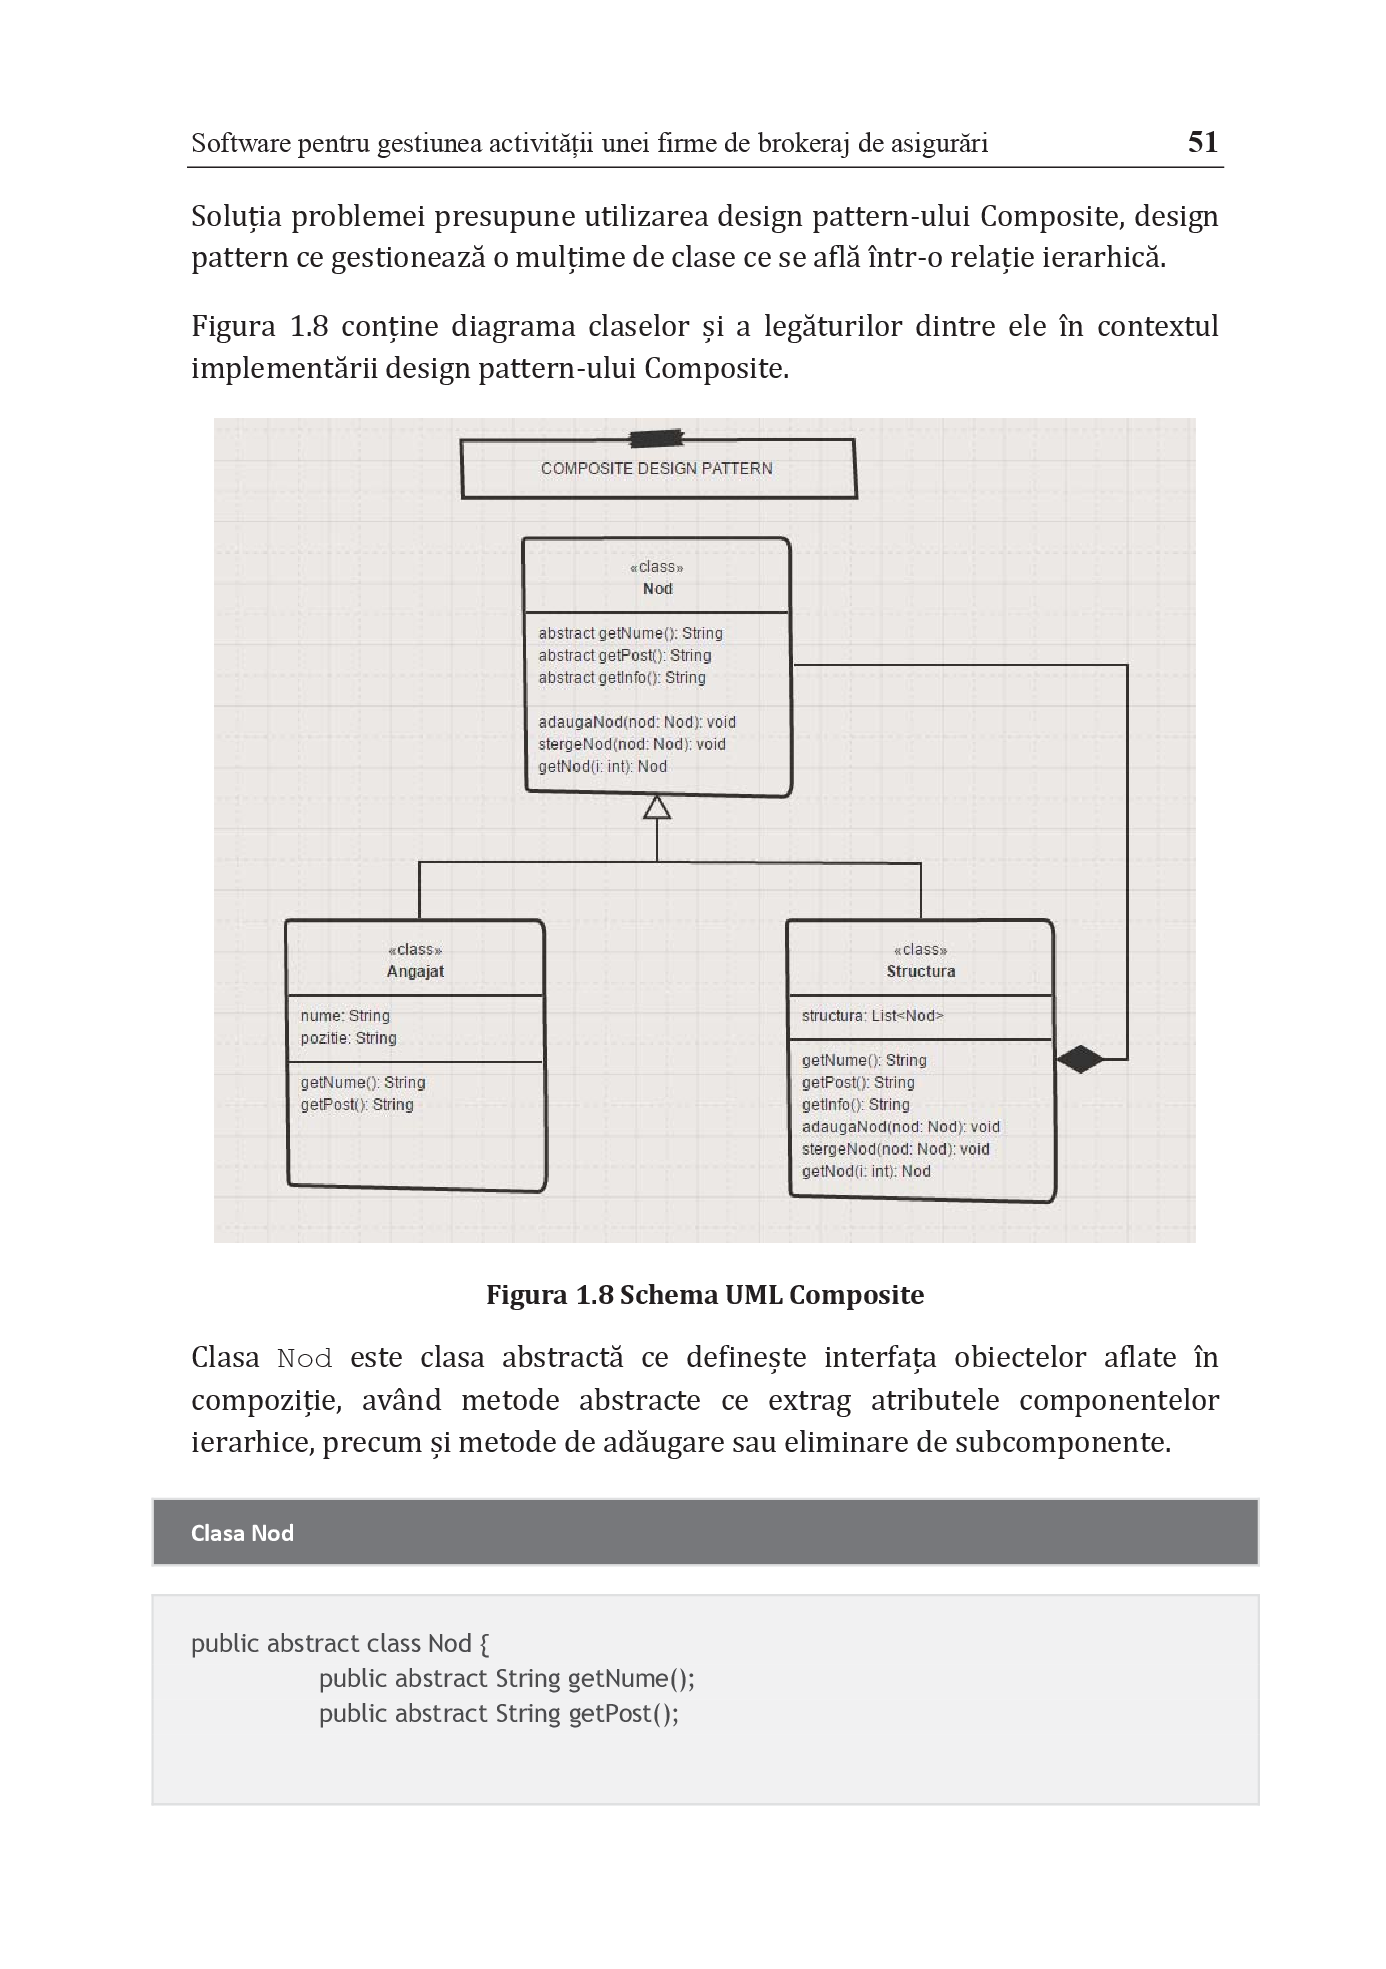 Software pentru gestiunea activității unei firme de brokeraj de asigurări 51
Soluția problemei presupune utilizarea design pattern-ului Composite, design
pattern ce gestionează o mulțime de clase ce se află într-o relație ierarhică.
Figura 1.8 conține diagrama claselor și a legăturilor dintre ele în contextul
implementării design pattern-ului Composite.
COMPOSITE DESIGN PATTERN
«class»
Nod
abstract getNume(): String
abstract getPost(): String
abstract getInfo(): String
adaugaNod(nod: Nod): void
stergeNod(nod: Nod): void
getNod(i: int): Nod
«class»
Angajat
nume: String
pozitie: String
getNume(): String
getPost(): String
«class»
Structura
structura: List<Nod>
getNume(): String
getPost(): String
getInfo(): String
adaugaNod(nod: Nod): void
stergeNod(nod: Nod): void
getNod(i: int): Nod
Figura 1.8 Schema UML Composite
Clasa Nod este clasa abstractă ce definește interfața obiectelor aflate în
compoziție, având metode abstracte ce extrag atributele componentelor
ierarhice, precum și metode de adăugare sau eliminare de subcomponente.
Clasa Nod
public abstract class Nod {
public abstract String getNume();
public abstract String getPost();